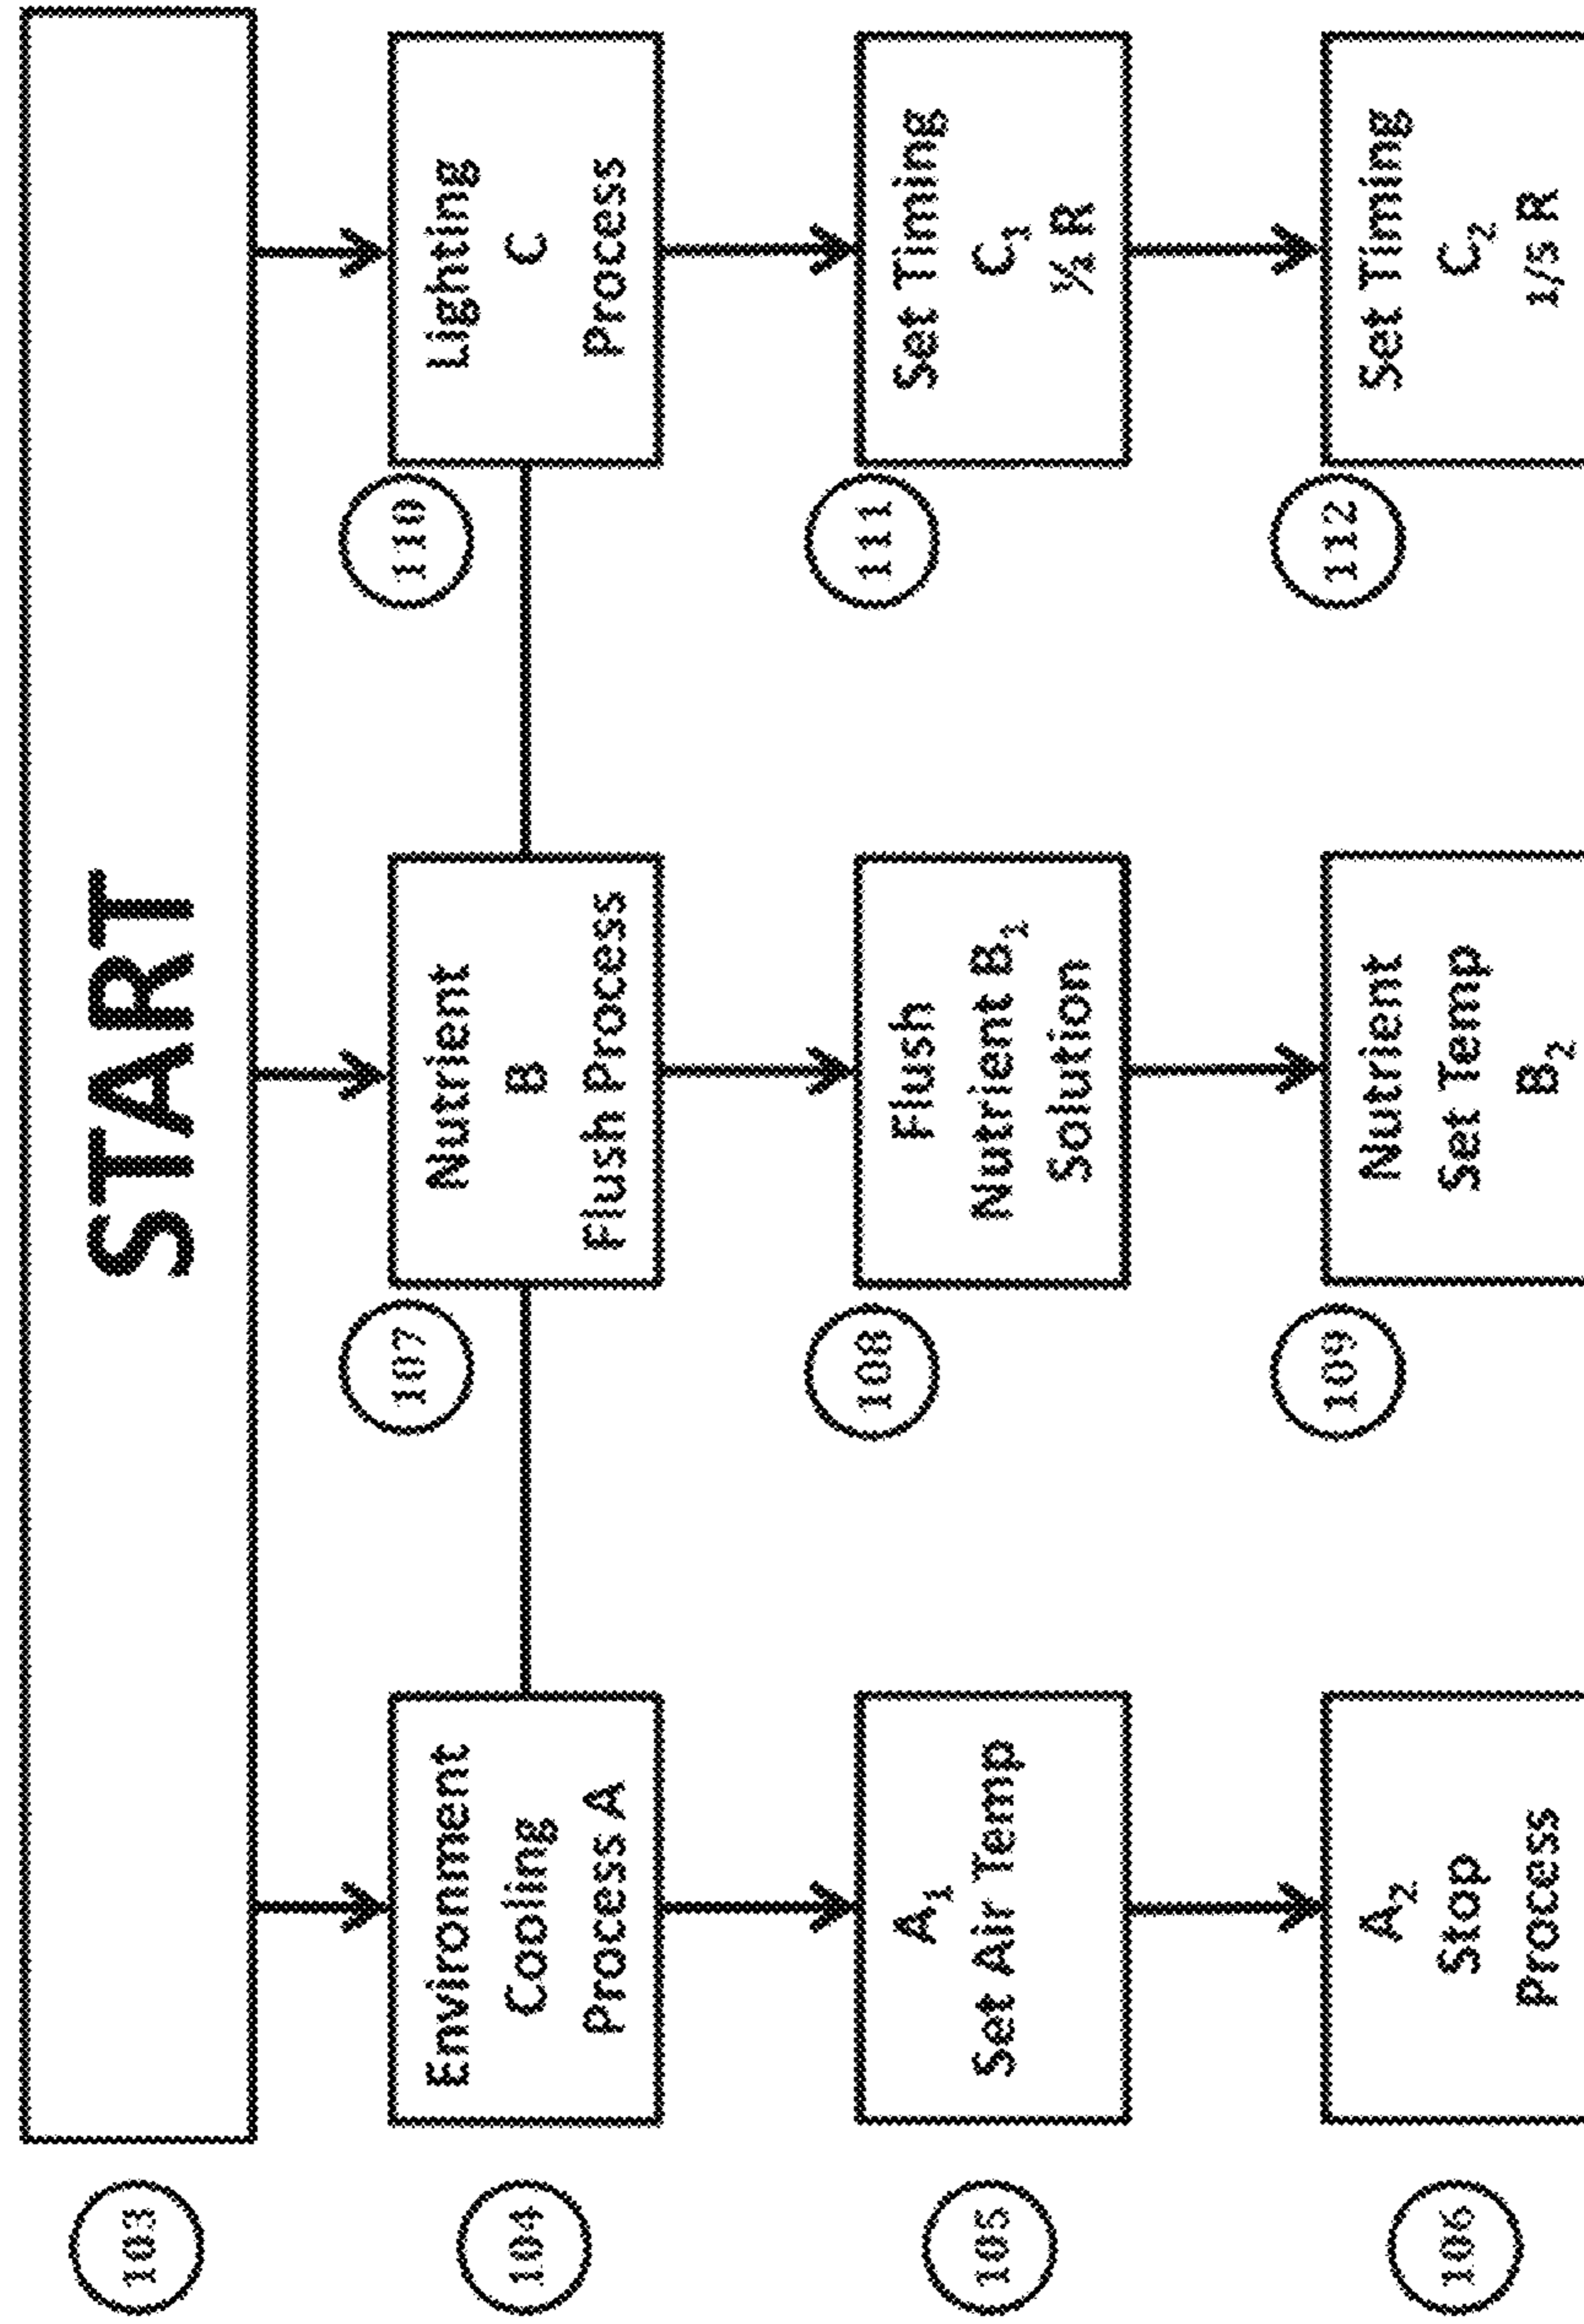 103
START
104
Environment
Cooling
Process A
107
Nutrient
B
Flush Process
110
Lighting
C
Process
105
A₁
Set Air Temp
108
Flush
Nutrient B₁
Solution
111
Set Timing
C₁
½ R
106
A₂
Stop
Process
109
Nutrient
Set Temp
B₂
112
Set Timing
C₂
1/5 R